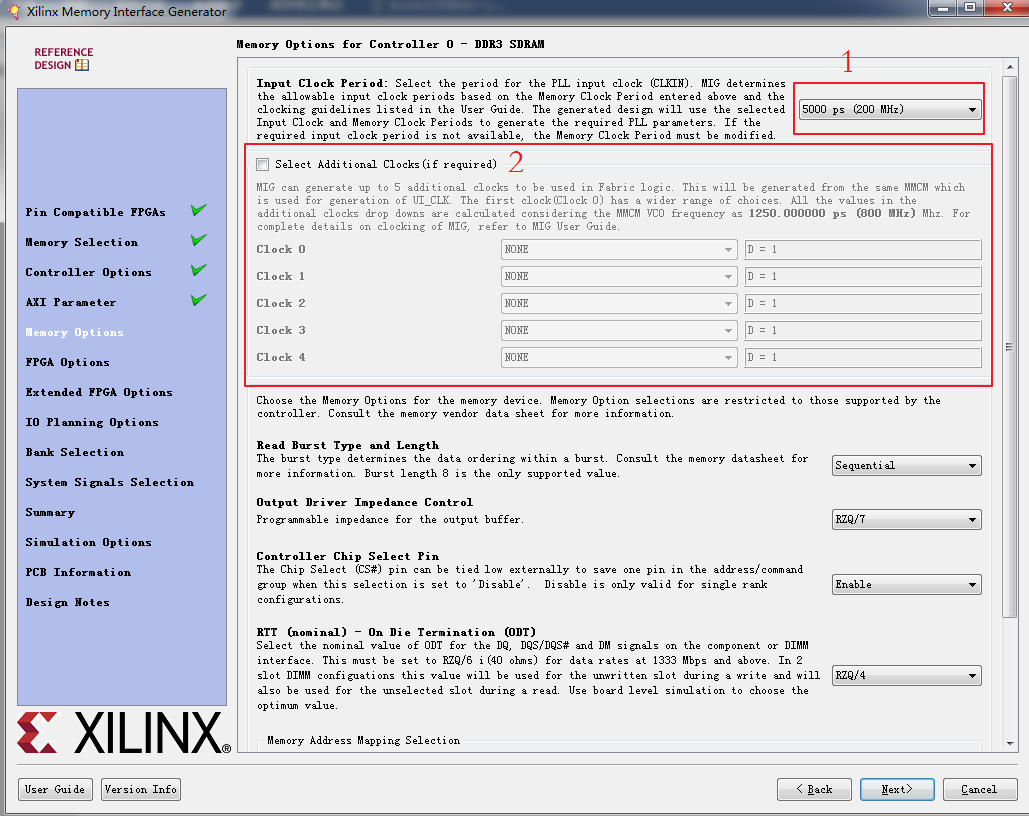 Xilinx Memory Interface Generator
REFERENCE
DESIGN
Pin Compatible FPGAs
Memory Selection
Controller Options
AXI Parameter
Memory Options
FPGA Options
Extended FPGA Options
IO Planning Options
Bank Selection
System Signals Selection
Summary
Simulation Options
PCB Information
Design Notes
XILINX®
Memory Options for Controller 0 - DDR3 SDRAM
1
Input Clock Period: Select the period for the PLL input clock (CLKIN). MIG determines
the allowable input clock periods based on the Memory Clock Period entered above and the
clocking guidelines listed in the User Guide. The generated design will use the selected
Input Clock and Memory Clock Periods to generate the required PLL parameters. If the
required input clock period is not available, the Memory Clock Period must be modified.
5000 ps (200 MHz)
Select Additional Clocks(if required) 2
MIG can generate up to 5 additional clocks to be used in Fabric logic. This will be generated from the same MMCM which
is used for generation of UI_CLK. The first clock(Clock 0) has a wider range of choices. All the values in the
additional clocks drop downs are calculated considering the MMCM VCO frequency as 1250.000000 ps (800 MHz) Mhz. For
complete details on clocking of MIG, refer to MIG User Guide.
Clock 0 NONE D = 1
Clock 1 NONE D = 1
Clock 2 NONE D = 1
Clock 3 NONE D = 1
Clock 4 NONE D = 1
Choose the Memory Options for the memory device. Memory Option selections are restricted to those supported by the
controller. Consult the memory vendor data sheet for more information.
Read Burst Type and Length
The burst type determines the data ordering within a burst. Consult the memory datasheet for
more information. Burst length 8 is the only supported value.
Sequential
Output Driver Impedance Control
Programmable impedance for the output buffer.
RZQ/7
Controller Chip Select Pin
The Chip Select (CS#) pin can be tied low externally to save one pin in the address/command
group when this selection is set to 'Disable'. Disable is only valid for single rank
configurations.
Enable
RTT (nominal) - On Die Termination (ODT)
Select the nominal value of ODT for the DQ, DQS/DQS# and DM signals on the component or DIMM
interface. This must be set to RZQ/6 i(40 ohms) for data rates at 1333 Mbps and above. In 2
slot DIMM configuations this value will be used for the unwritten slot during a write and will
also be used for the unselected slot during a read. Use board level simulation to choose the
optimum value.
RZQ/4
Memory Address Mapping Selection
User Guide
Version Info
< Back
Next>
Cancel